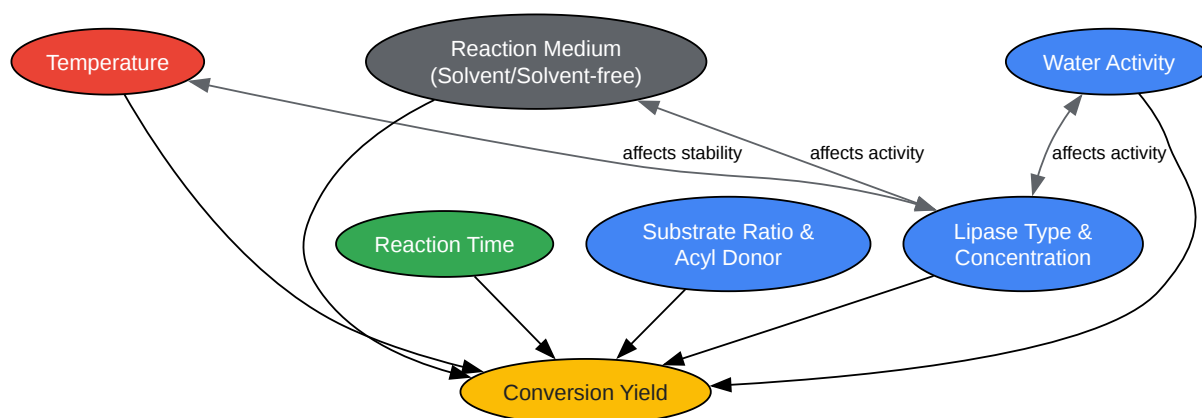 Temperature
Reaction Medium
(Solvent/Solvent-free)
Water Activity
affects stability
affects activity
affects activity
Reaction Time
Substrate Ratio &
Acyl Donor
Lipase Type &
Concentration
Conversion Yield